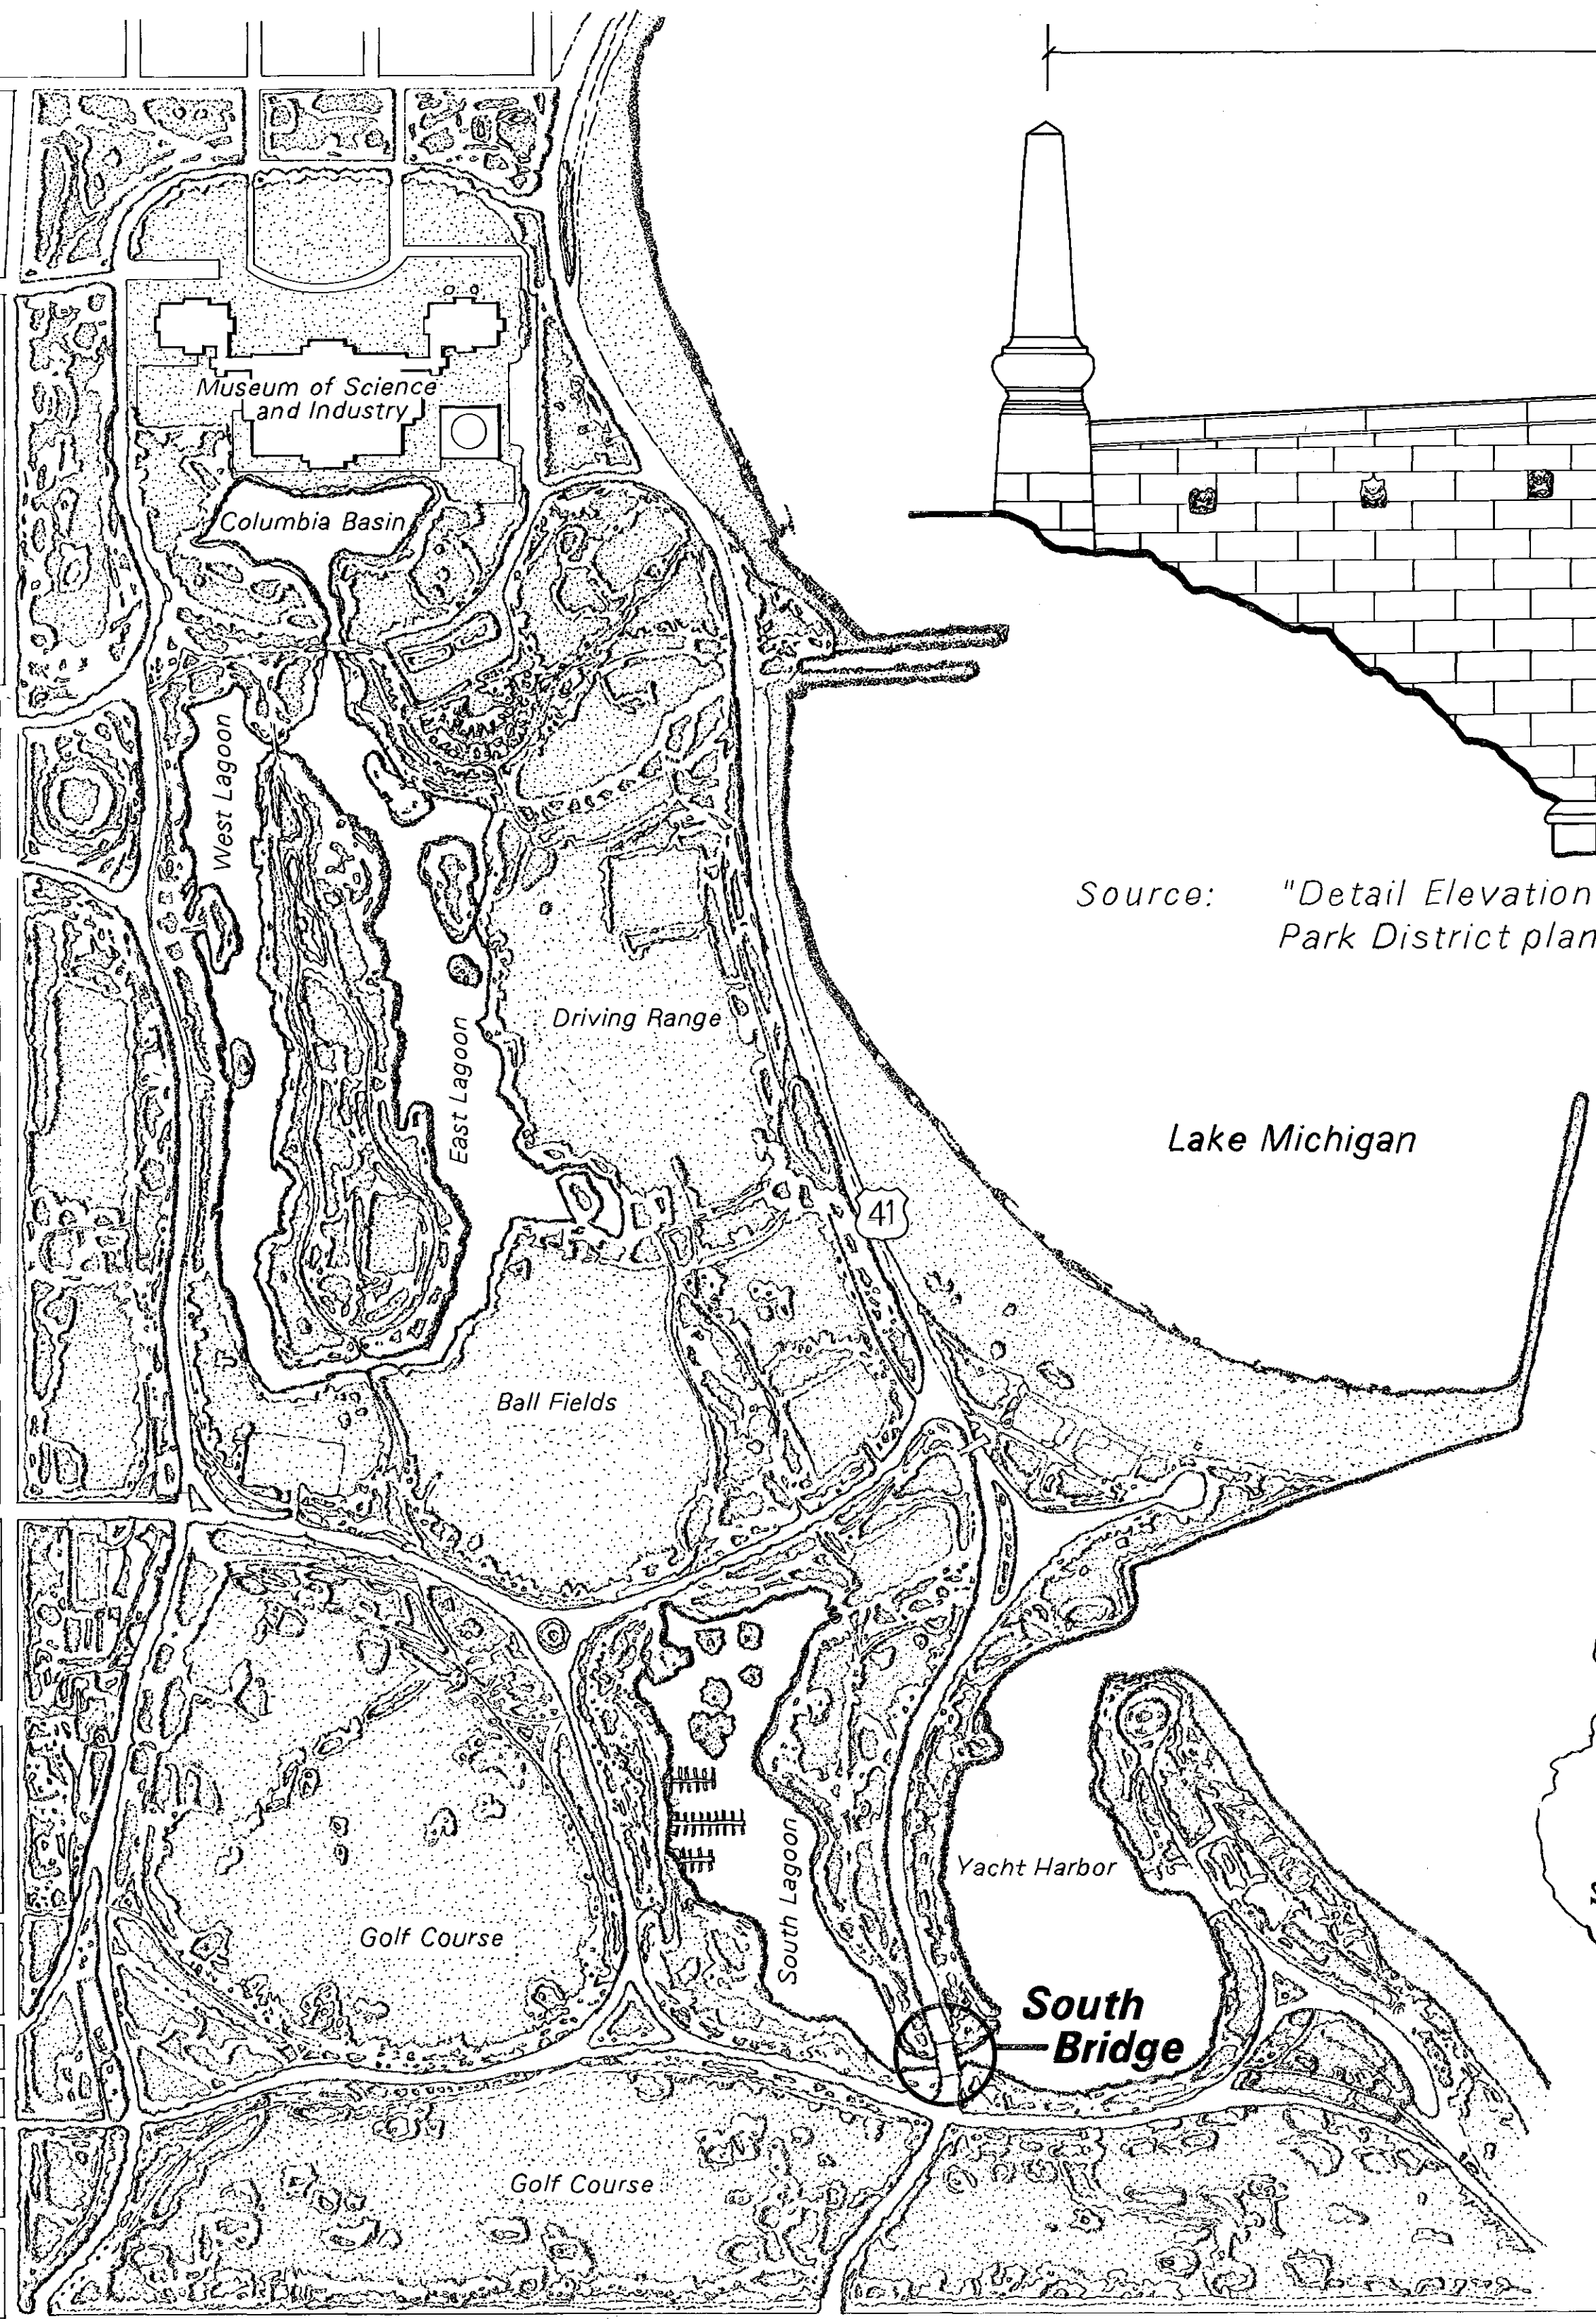 Museum of Science
and Industry
Columbia Basin
West Lagoon
Source: "Detail Elevation
Park District plan
Driving Range
East Lagoon
Lake Michigan
41
Ball Fields
South Lagoon
Yacht Harbor
Golf Course
South
Bridge
Golf Course